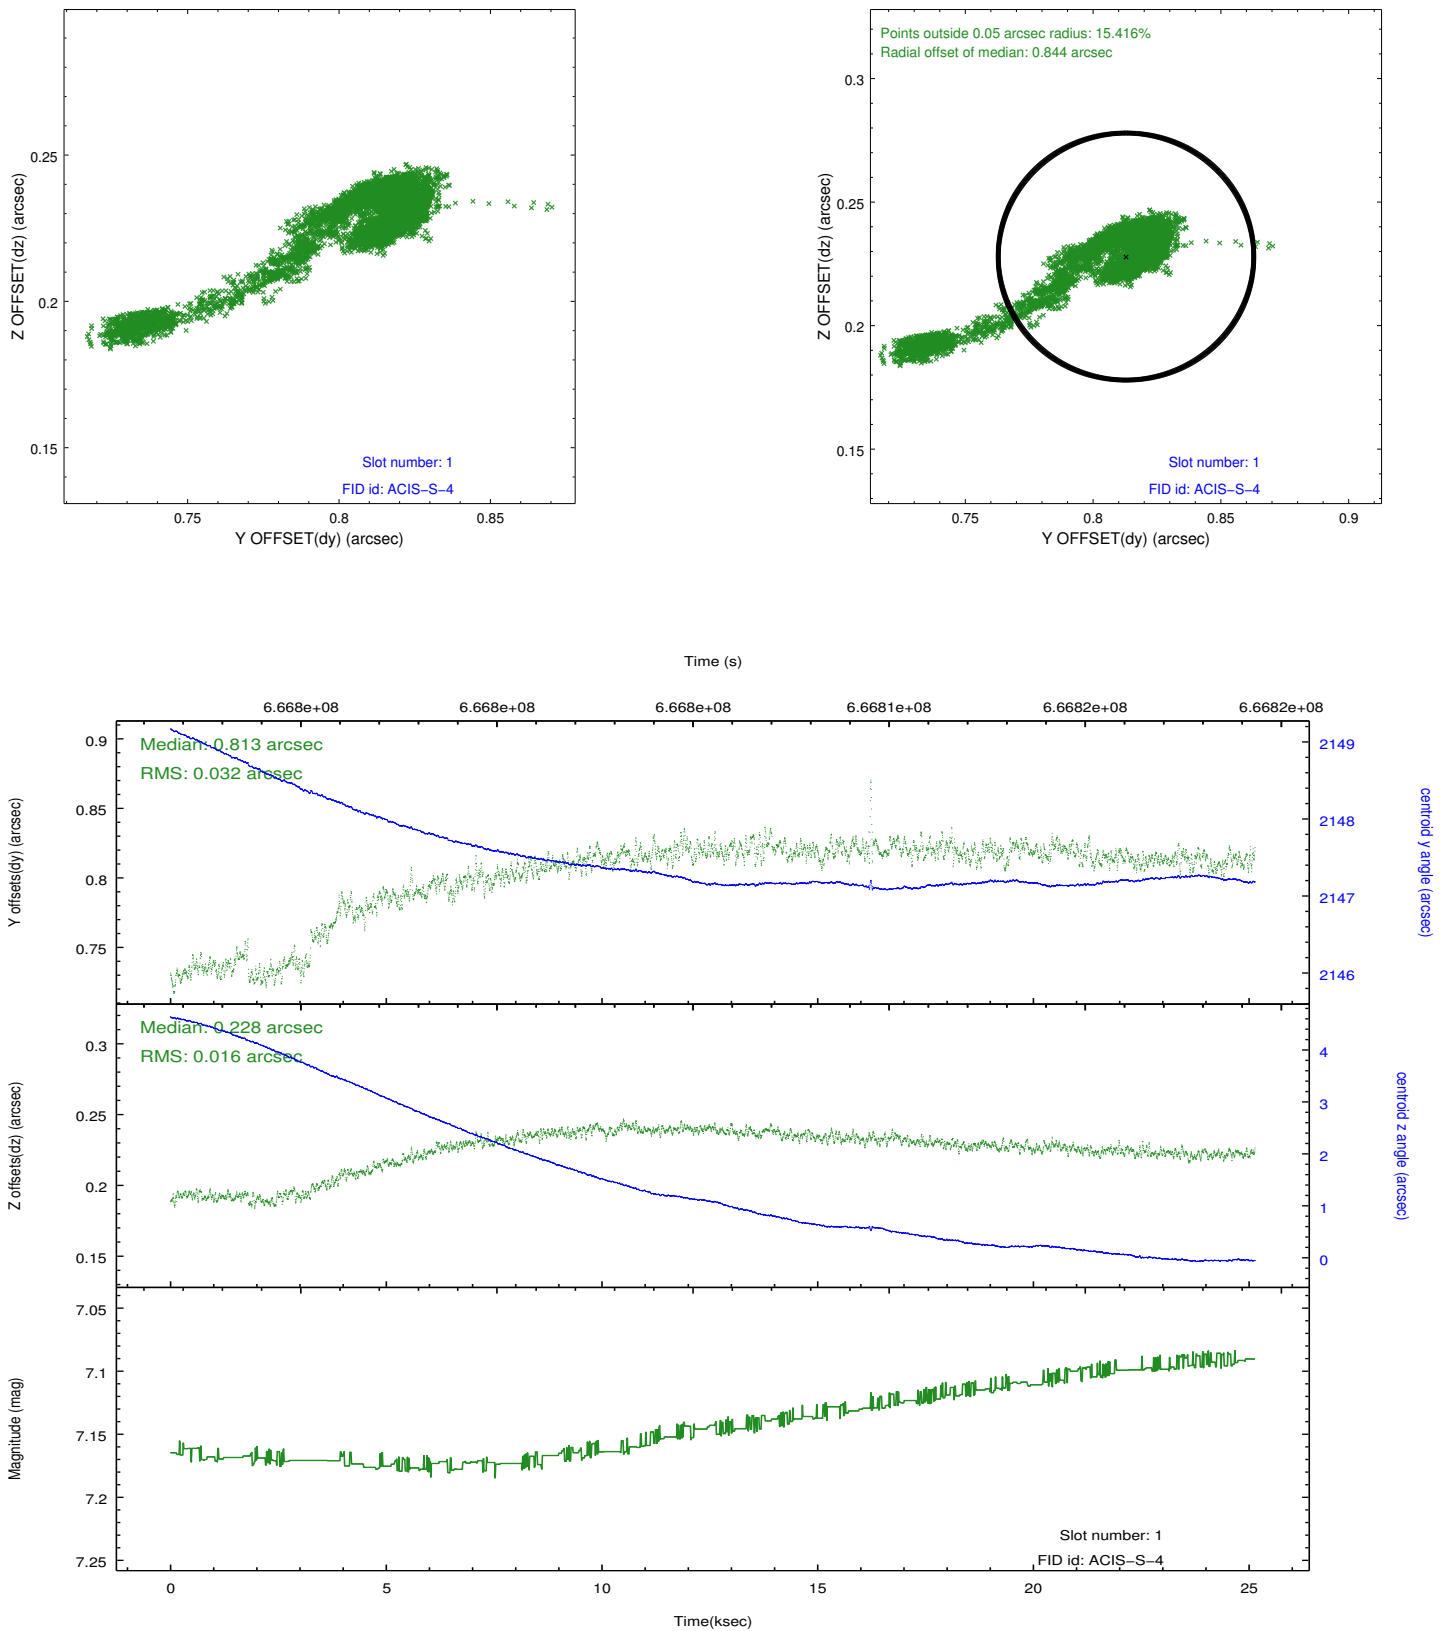 0.25
0.2
0.15
Z OFFSET(dz) (arcsec)
Slot number: 1
FID id: ACIS-S-4
0.75
0.8
0.85
Y OFFSET(dy) (arcsec)
Points outside 0.05 arcsec radius: 15.416%
Radial offset of median: 0.844 arcsec
0.3
0.25
0.2
0.15
Z OFFSET(dz) (arcsec)
Slot number: 1
FID id: ACIS-S-4
0.75
0.8
0.85
0.9
Y OFFSET(dy) (arcsec)
Time (s)
6.668e+08
6.668e+08
6.668e+08
6.6681e+08
6.6682e+08
6.6682e+08
Median: 0.813 arcsec
RMS: 0.032 arcsec
0.9
0.85
0.8
0.75
Y offsets(dy) (arcsec)
2149
2148
2147
2146
centroid y angle (arcsec)
Median: 0.228 arcsec
RMS: 0.016 arcsec
0.3
0.25
0.2
0.15
Z offsets(dz) (arcsec)
4
3
2
1
0
centroid z angle (arcsec)
7.05
7.1
7.15
7.2
7.25
Magnitude (mag)
Slot number: 1
FID id: ACIS-S-4
0
5
10
15
20
25
Time(ksec)